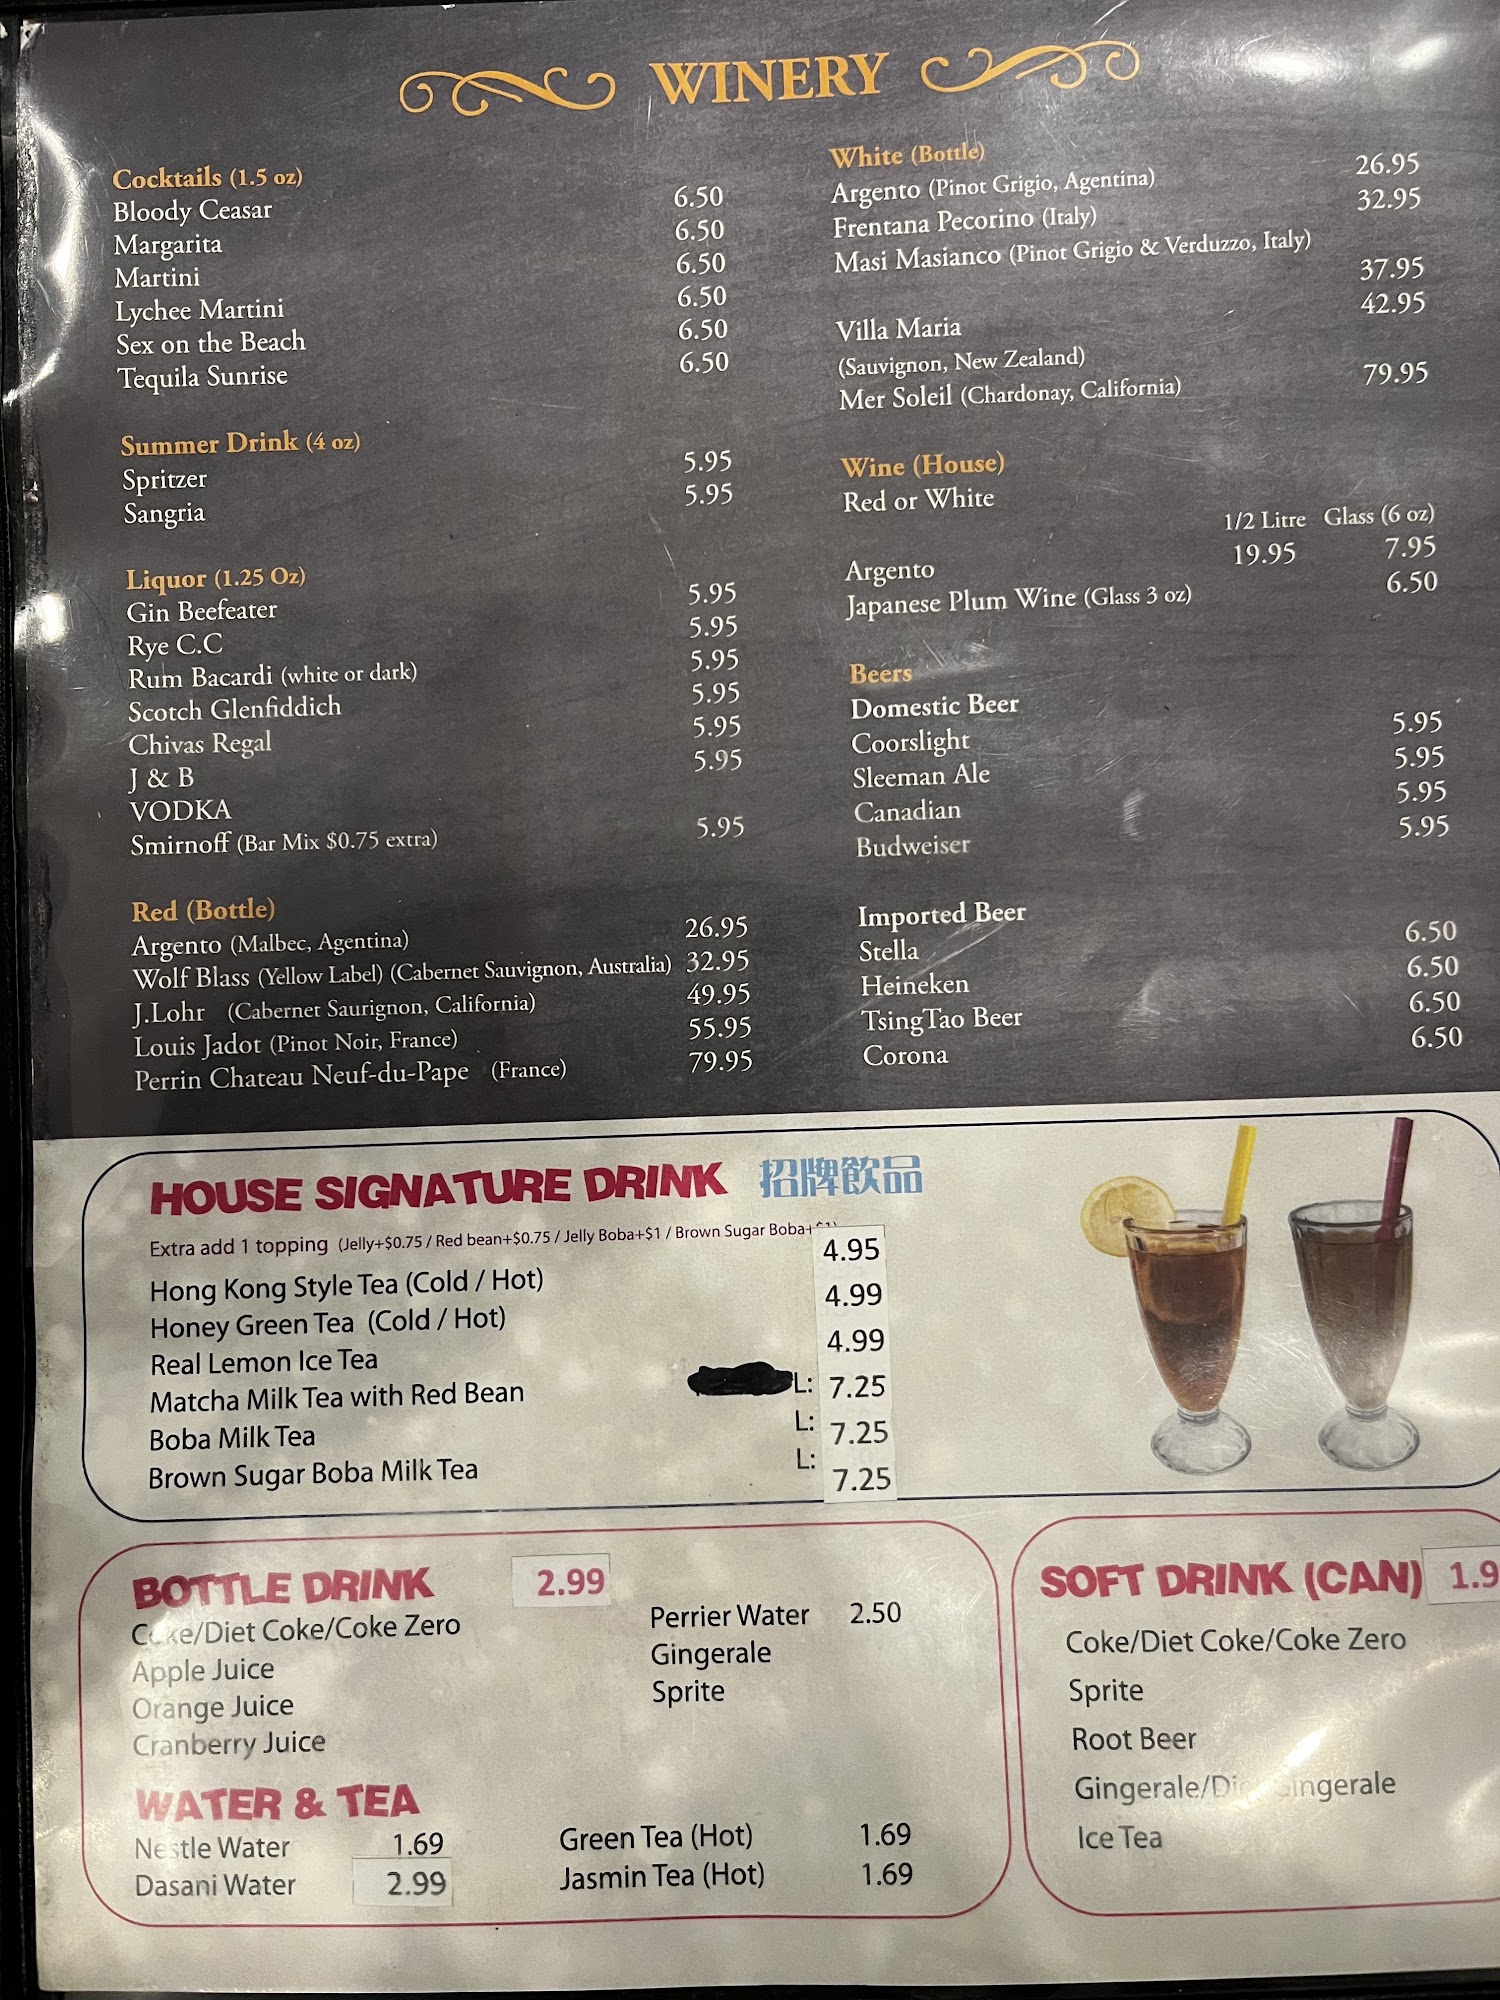 WINERY
Cocktails (1.5 oz)
Bloody Ceasar 6.50
Margarita 6.50
Martini 6.50
Lychee Martini 6.50
Sex on the Beach 6.50
Tequila Sunrise 6.50
Summer Drink (4 oz)
Spritzer 5.95
Sangria 5.95
Liquor (1.25 Oz)
Gin Beefeater 5.95
Rye C.C 5.95
Rum Bacardi (white or dark) 5.95
Scotch Glenfiddich 5.95
Chivas Regal 5.95
J & B 5.95
VODKA
Smirnoff (Bar Mix $0.75 extra) 5.95
Red (Bottle)
Argento (Malbec, Agentina) 26.95
Wolf Blass (Yellow Label) (Cabernet Sauvignon, Australia) 32.95
J.Lohr (Cabernet Saurignon, California) 49.95
Louis Jadot (Pinot Noir, France) 55.95
Perrin Chateau Neuf-du-Pape (France) 79.95
White (Bottle)
Argento (Pinot Grigio, Agentina) 26.95
Frentana Pecorino (Italy) 32.95
Masi Masianco (Pinot Grigio & Verduzzo, Italy)
37.95
Villa Maria 42.95
(Sauvignon, New Zealand)
Mer Soleil (Chardonay, California) 79.95
Wine (House)
Red or White
1/2 Litre Glass (6 oz)
Argento 19.95 7.95
Japanese Plum Wine (Glass 3 oz) 6.50
Beers
Domestic Beer
Coorslight 5.95
Sleeman Ale 5.95
Canadian 5.95
Budweiser 5.95
Imported Beer
Stella 6.50
Heineken 6.50
TsingTao Beer 6.50
Corona 6.50
HOUSE SIGNATURE DRINK 招牌飲品
Extra add 1 topping (Jelly+$0.75 / Red bean+$0.75 / Jelly Boba+$1 / Brown Sugar Boba+$1)
Hong Kong Style Tea (Cold / Hot) 4.95
Honey Green Tea (Cold / Hot) 4.99
Real Lemon Ice Tea 4.99
Matcha Milk Tea with Red Bean L: 7.25
Boba Milk Tea L: 7.25
Brown Sugar Boba Milk Tea L: 7.25
BOTTLE DRINK 2.99
Coke/Diet Coke/Coke Zero
Apple Juice
Orange Juice
Cranberry Juice
Perrier Water 2.50
Gingerale
Sprite
WATER & TEA
Nestle Water 1.69
Dasani Water 2.99
Green Tea (Hot) 1.69
Jasmin Tea (Hot) 1.69
SOFT DRINK (CAN) 1.9
Coke/Diet Coke/Coke Zero
Sprite
Root Beer
Gingerale/Diet Gingerale
Ice Tea